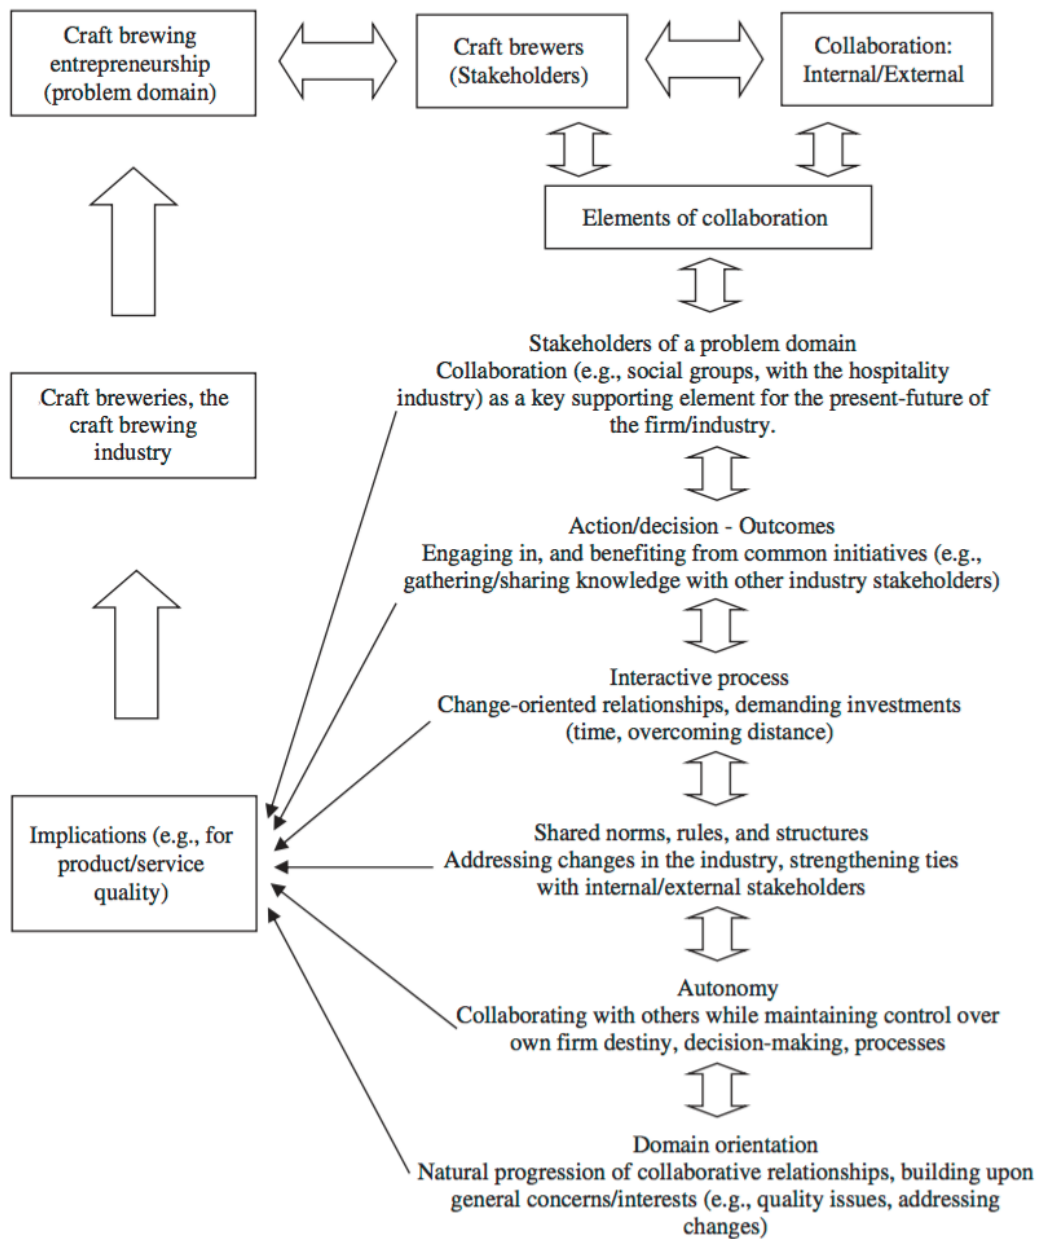 Craft brewing
entrepreneurship
(problem domain)
Craft brewers
(Stakeholders)
Collaboration:
Internal/External
Elements of collaboration
Stakeholders of a problem domain
Collaboration (e.g., social groups, with the hospitality
industry) as a key supporting element for the present-future of
the firm/industry.
Craft breweries, the
craft brewing
industry
Action/decision - Outcomes
Engaging in, and benefiting from common initiatives (e.g.,
gathering/sharing knowledge with other industry stakeholders)
Interactive process
Change-oriented relationships, demanding investments
(time, overcoming distance)
Implications (e.g., for
product/service
quality)
Shared norms, rules, and structures
Addressing changes in the industry, strengthening ties
with internal/external stakeholders
Autonomy
Collaborating with others while maintaining control over
own firm destiny, decision-making, processes
Domain orientation
Natural progression of collaborative relationships, building upon
general concerns/interests (e.g., quality issues, addressing
changes)